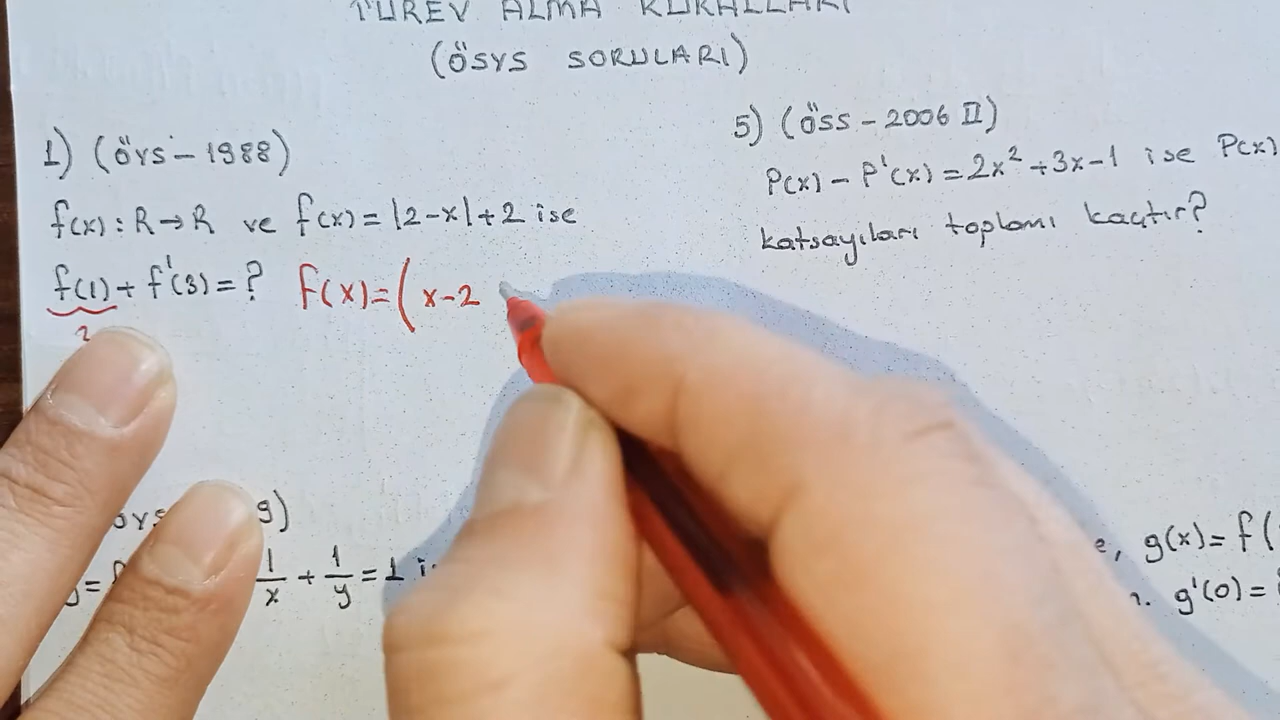 TÜREV ALMA KURALLARI
(ÖSYS SORULARI)
1) (ÖYS - 1988)
f(x) : R → R ve f(x) = |2-x| + 2 ise
f(1) + f'(3) = ? f(x) = ( x-2
5) (ÖSS - 2006 II)
P(x) - P'(x) = 2x² + 3x - 1 ise P(x)
katsayıları toplamı kaçtır?
9)
1/x + 1/y = 1
g(x) = f(
g'(0) =